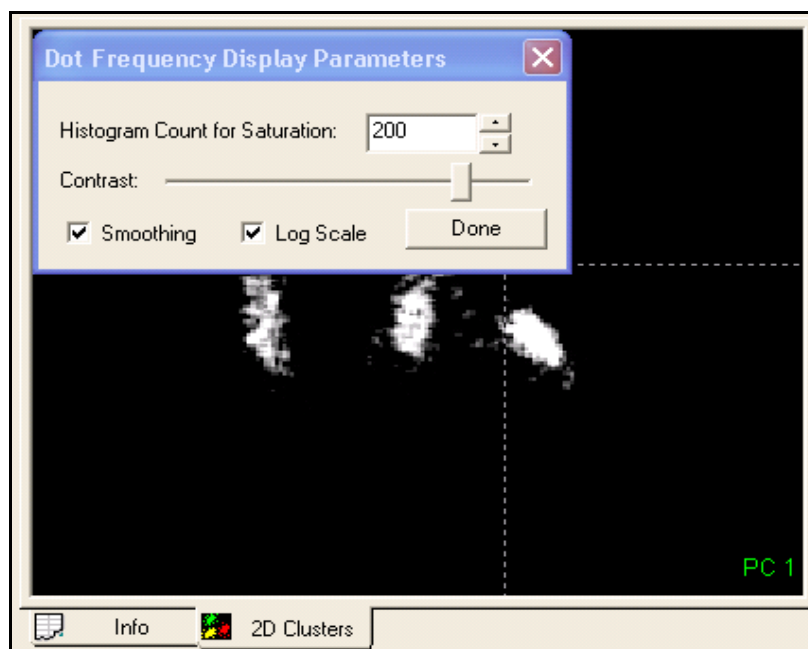 Dot Frequency Display Parameters
Histogram Count for Saturation: 200
Contrast:
Smoothing Log Scale Done
PC 1
Info 2D Clusters